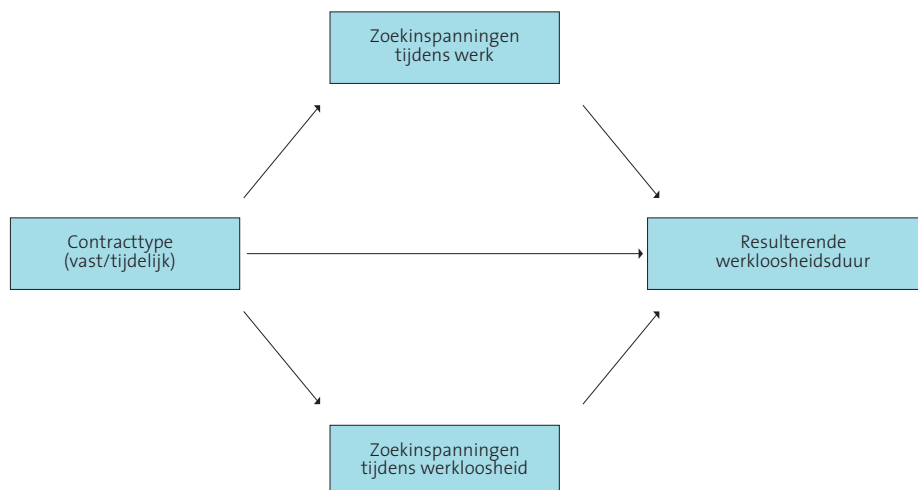 Zoekinspanningen
tijdens werk
Contracttype
(vast/tijdelijk)
Resulterende
werkloosheidsduur
Zoekinspanningen
tijdens werkloosheid